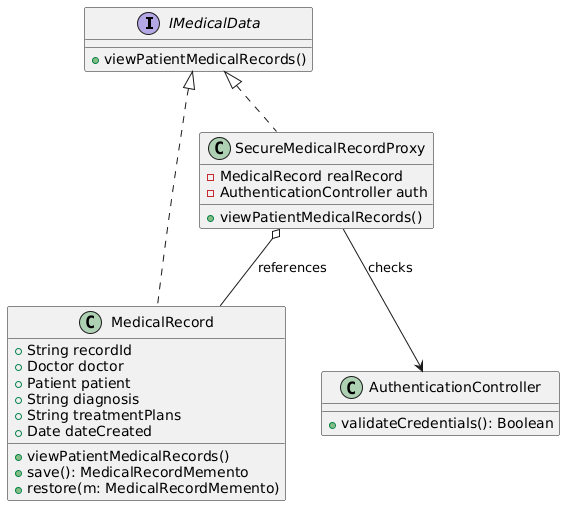 I IMedicalData
viewPatientMedicalRecords()
C SecureMedicalRecordProxy
MedicalRecord realRecord
AuthenticationController auth
viewPatientMedicalRecords()
references
checks
C MedicalRecord
String recordId
Doctor doctor
Patient patient
String diagnosis
String treatmentPlans
Date dateCreated
viewPatientMedicalRecords()
save(): MedicalRecordMemento
restore(m: MedicalRecordMemento)
C AuthenticationController
validateCredentials(): Boolean